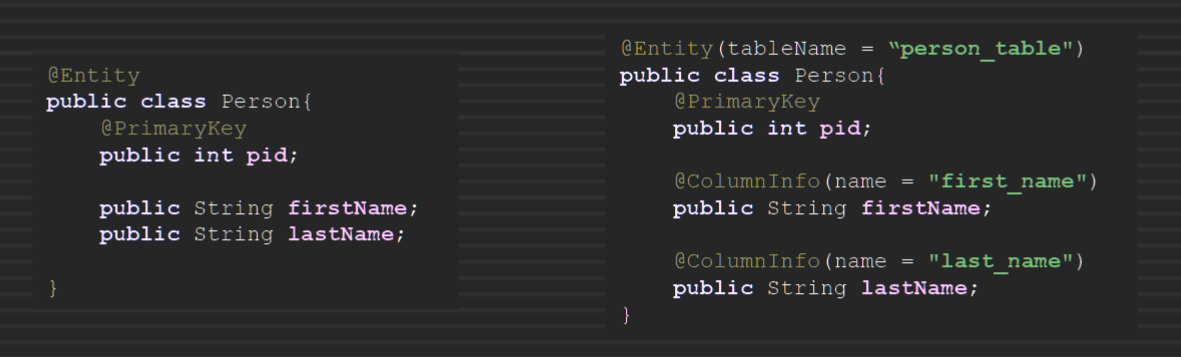 @Entity
public class Person{
@PrimaryKey
public int pid;
public String firstName;
public String lastName;
}
@Entity(tableName = “person_table")
public class Person{
@PrimaryKey
public int pid;
@ColumnInfo(name = "first_name")
public String firstName;
@ColumnInfo(name = "last_name")
public String lastName;
}